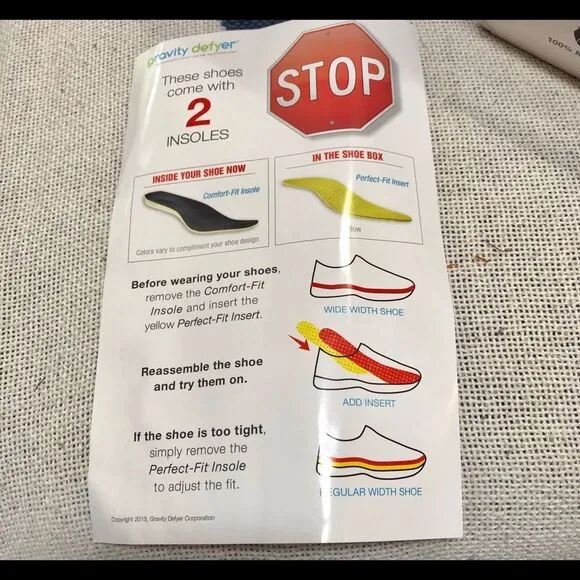 gravity defyer
STOP
These shoes
come with
2
INSOLES
INSIDE YOUR SHOE NOW
Comfort-Fit Insole
Colors vary to compliment your shoe design
IN THE SHOE BOX
Perfect-Fit Insert
Before wearing your shoes,
remove the Comfort-Fit
Insole and insert the
yellow Perfect-Fit Insert.
WIDE WIDTH SHOE
Reassemble the shoe
and try them on.
ADD INSERT
If the shoe is too tight,
simply remove the
Perfect-Fit Insole
to adjust the fit.
REGULAR WIDTH SHOE
Copyright 2013, Gravity Defyer Corporation
100%